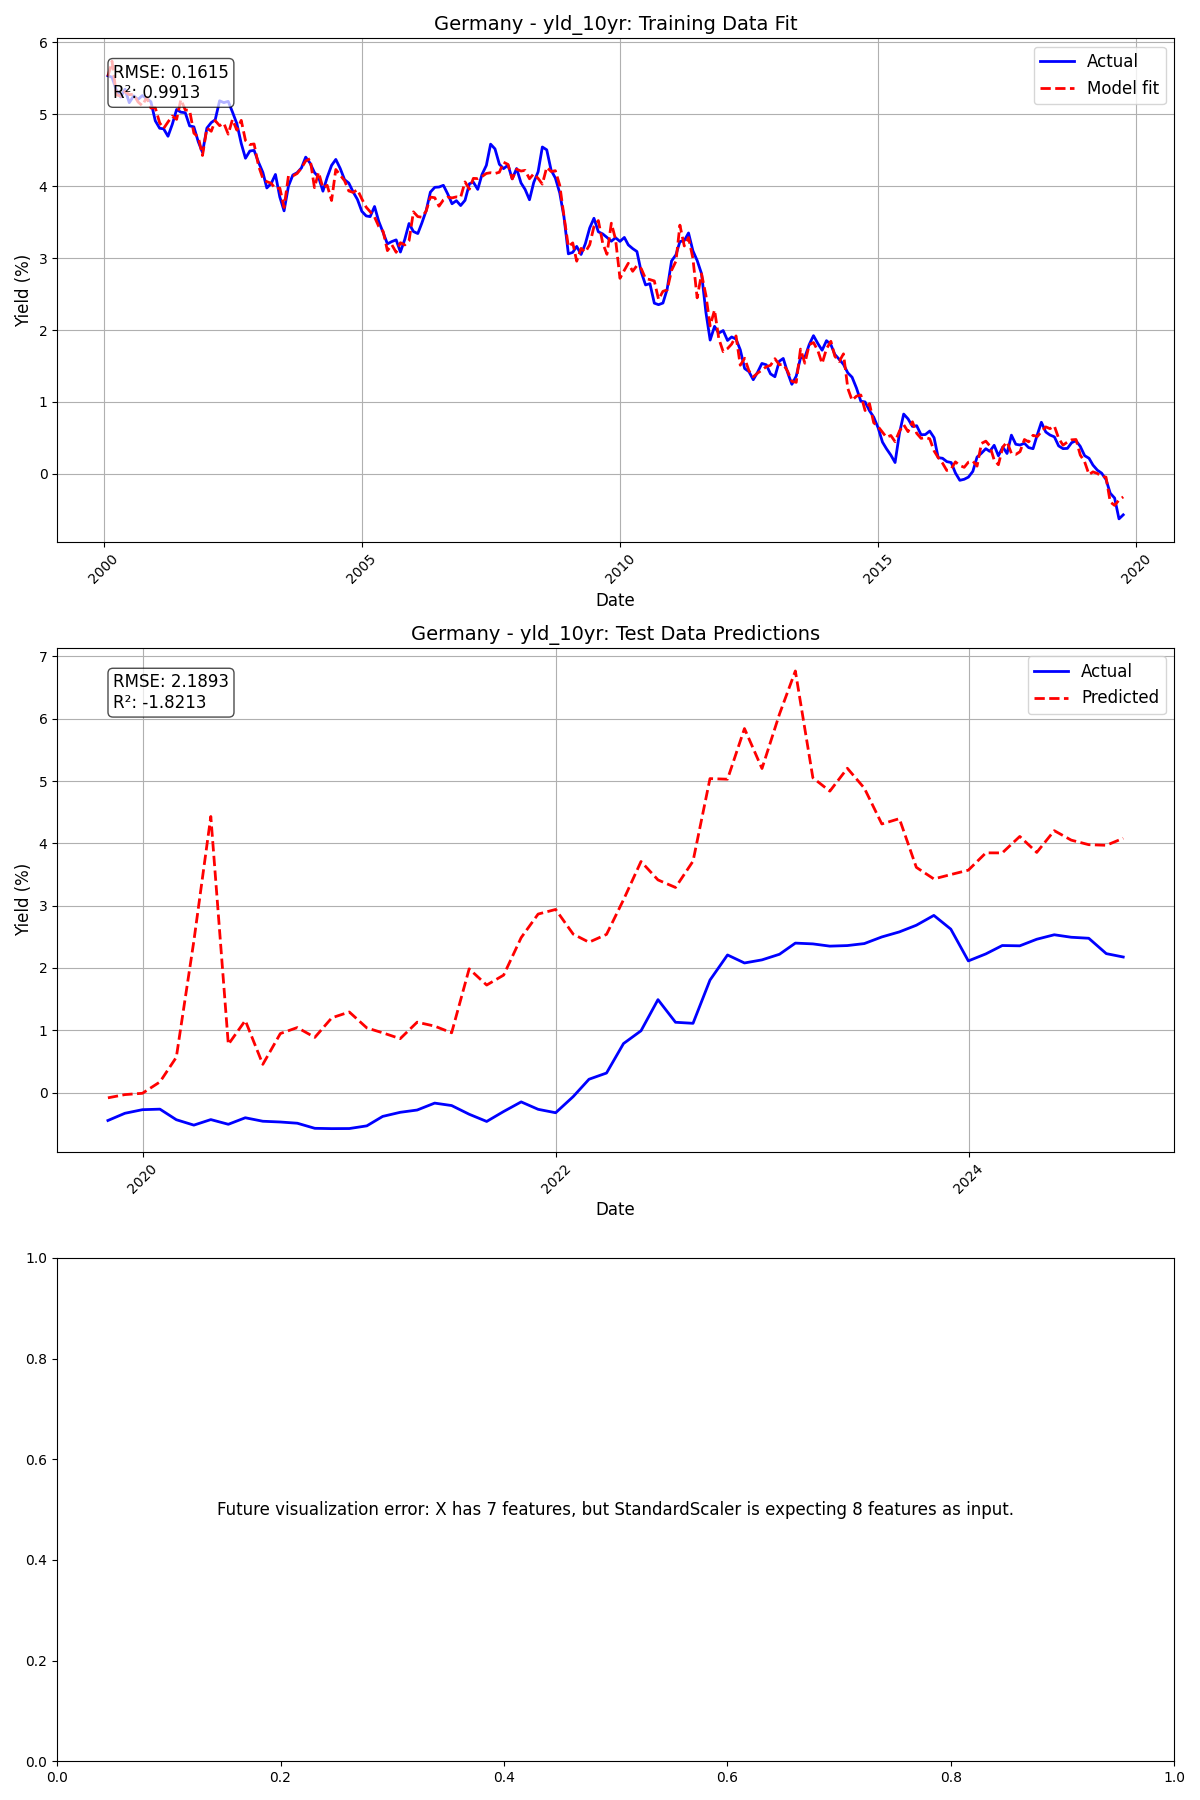 Germany - yld_10yr: Training Data Fit
RMSE: 0.1615
R²: 0.9913
Actual
Model fit
Yield (%)
6
5
4
3
2
1
0
2000
2005
2010
2015
2020
Date
Germany - yld_10yr: Test Data Predictions
RMSE: 2.1893
R²: -1.8213
Actual
Predicted
Yield (%)
7
6
5
4
3
2
1
0
2020
2022
2024
Date
1.0
0.8
0.6
0.4
0.2
0.0
Future visualization error: X has 7 features, but StandardScaler is expecting 8 features as input.
0.0
0.2
0.4
0.6
0.8
1.0